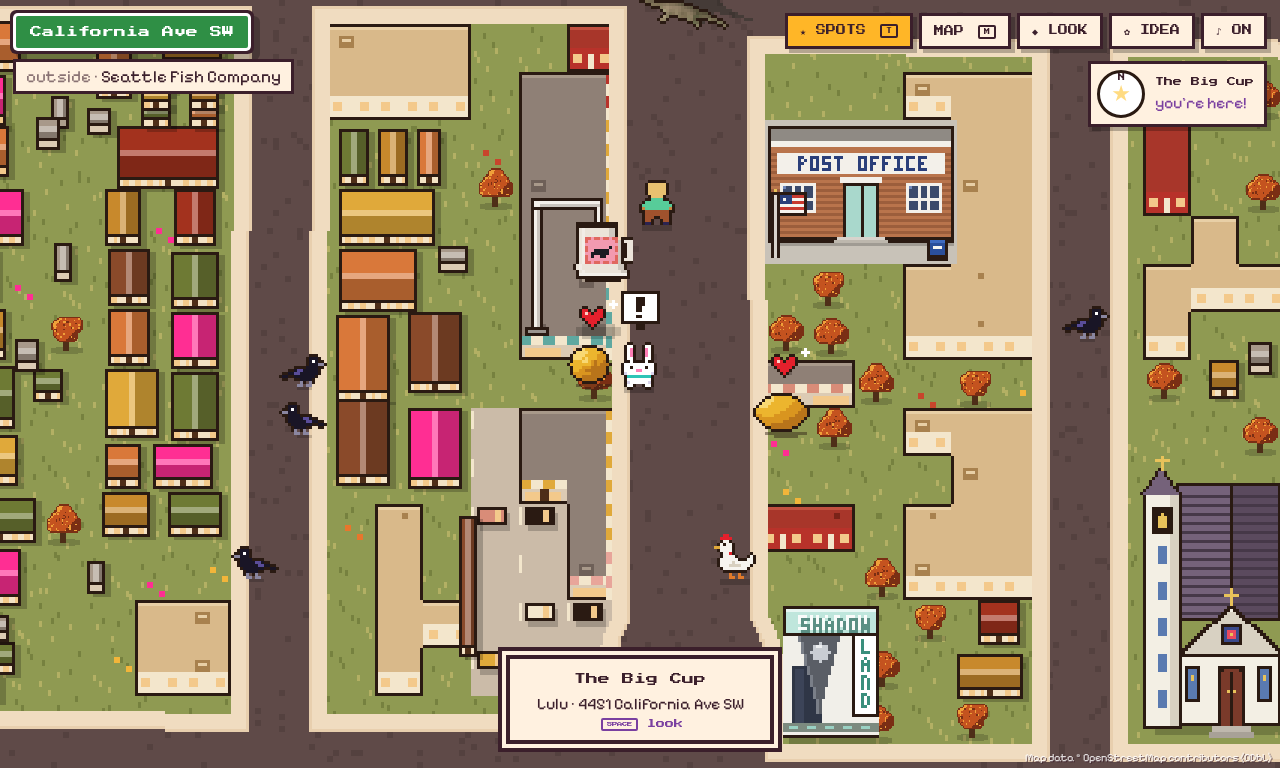 California Ave SW
outside · Seattle Fish Company
★ SPOTS T
MAP M
◆ LOOK
✿ IDEA
♪ ON
N
The Big Cup
you're here!
POST OFFICE
!
SHADOW
LAND
The Big Cup
Lulu · 4451 California Ave SW
SPACE look
Map data © OpenStreetMap contributors (ODbL)